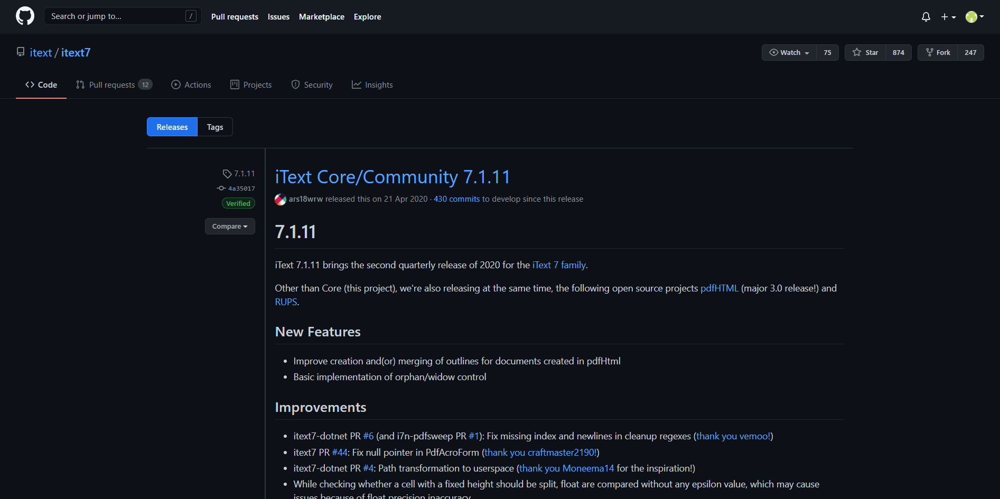 Search or jump to... /
Pull requests Issues Marketplace Explore
itext / itext7
Watch 75 Star 874 Fork 247
Code Pull requests 12 Actions Projects Security Insights
Releases Tags
7.1.11
4a35017
Verified
Compare
iText Core/Community 7.1.11
ars18wrw released this on 21 Apr 2020 · 430 commits to develop since this release
7.1.11
iText 7.1.11 brings the second quarterly release of 2020 for the iText 7 family.
Other than Core (this project), we're also releasing at the same time, the following open source projects pdfHTML (major 3.0 release!) and
RUPS.
New Features
• Improve creation and(or) merging of outlines for documents created in pdfHtml
• Basic implementation of orphan/widow control
Improvements
• itext7-dotnet PR #6 (and i7n-pdfsweep PR #1): Fix missing index and newlines in cleanup regexes (thank you vemoo!)
• itext7 PR #44: Fix null pointer in PdfAcroForm (thank you craftmaster2190!)
• itext7-dotnet PR #4: Path transformation to userspace (thank you Moneema14 for the inspiration!)
• While checking whether a cell with a fixed height should be split, float are compared without any epsilon value, which may cause
issues because of float precision inaccuracy